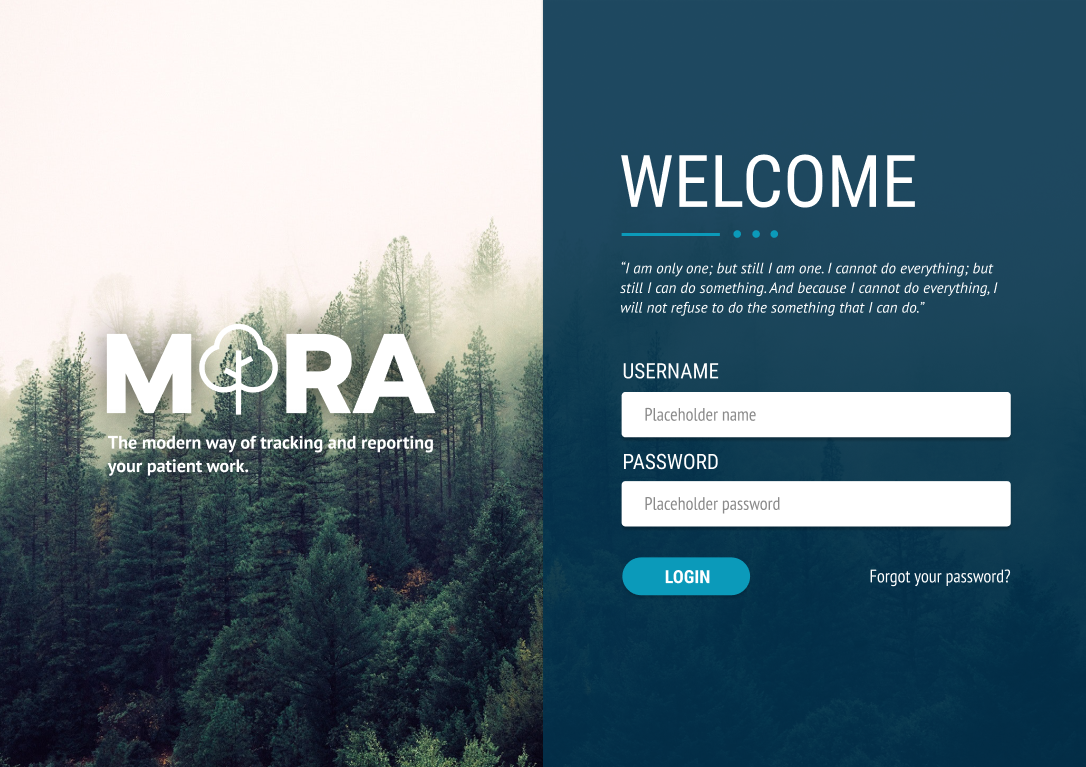 MORA
The modern way of tracking and reporting
your patient work.
WELCOME
“I am only one; but still I am one. I cannot do everything; but
still I can do something. And because I cannot do everything, I
will not refuse to do the something that I can do.”
USERNAME
Placeholder name
PASSWORD
Placeholder password
LOGIN
Forgot your password?